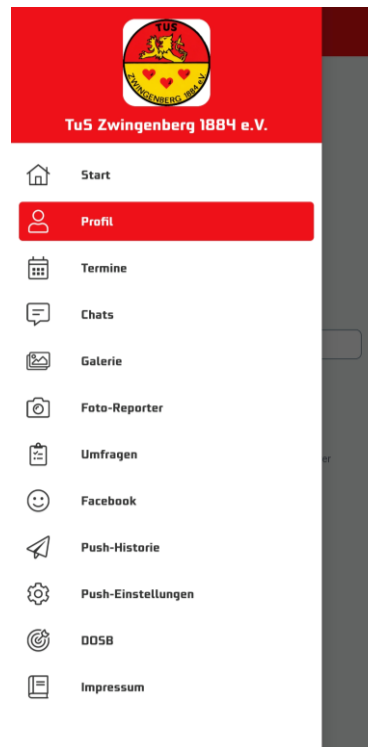 TUS
ZWINGENBERG 1884 e.V.
TuS Zwingenberg 1884 e.V.
Start
Profil
Termine
Chats
Galerie
Foto-Reporter
Umfragen
er
Facebook
Push-Historie
Push-Einstellungen
DOSB
Impressum